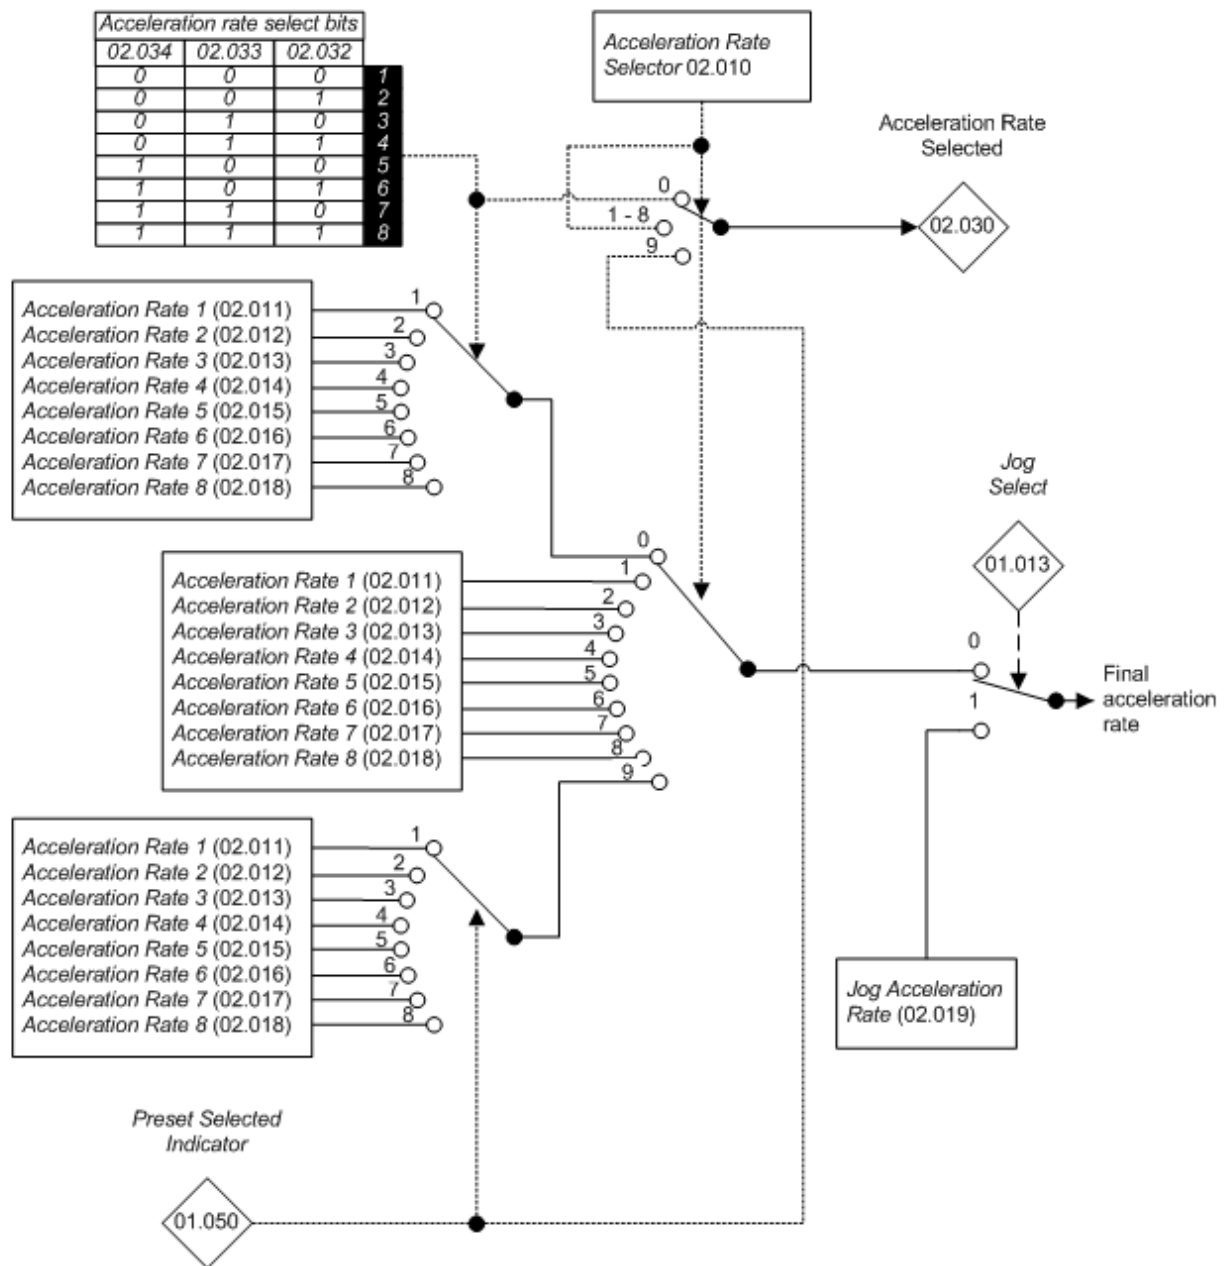 Acceleration rate select bits
02.034 02.033 02.032
0 0 0 1
0 0 1 2
0 1 0 3
0 1 1 4
1 0 0 5
1 0 1 6
1 1 0 7
1 1 1 8
Acceleration Rate
Selector 02.010
Acceleration Rate
Selected
0
1 - 8
9
02.030
Acceleration Rate 1 (02.011)
Acceleration Rate 2 (02.012)
Acceleration Rate 3 (02.013)
Acceleration Rate 4 (02.014)
Acceleration Rate 5 (02.015)
Acceleration Rate 6 (02.016)
Acceleration Rate 7 (02.017)
Acceleration Rate 8 (02.018)
1
2
3
4
5
6
7
8
Jog
Select
01.013
Acceleration Rate 1 (02.011)
Acceleration Rate 2 (02.012)
Acceleration Rate 3 (02.013)
Acceleration Rate 4 (02.014)
Acceleration Rate 5 (02.015)
Acceleration Rate 6 (02.016)
Acceleration Rate 7 (02.017)
Acceleration Rate 8 (02.018)
0
1
2
3
4
5
6
7
8
9
0
1
Final
acceleration
rate
Acceleration Rate 1 (02.011)
Acceleration Rate 2 (02.012)
Acceleration Rate 3 (02.013)
Acceleration Rate 4 (02.014)
Acceleration Rate 5 (02.015)
Acceleration Rate 6 (02.016)
Acceleration Rate 7 (02.017)
Acceleration Rate 8 (02.018)
1
2
3
4
5
6
7
8
Jog Acceleration
Rate (02.019)
Preset Selected
Indicator
01.050